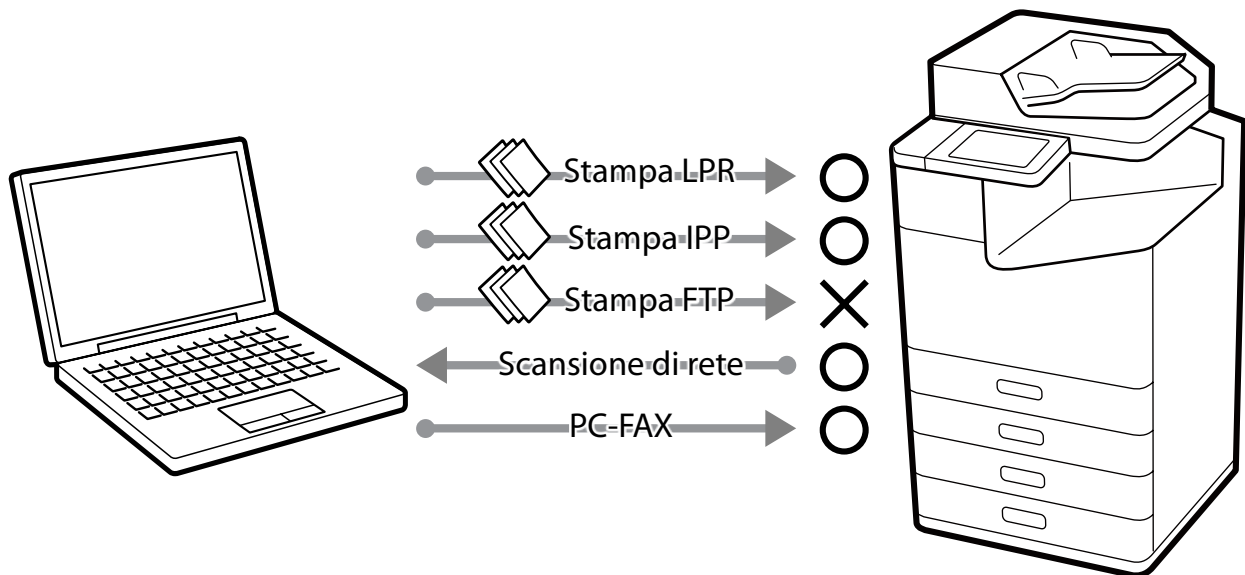 Stampa LPR
Stampa IPP
Stampa FTP
Scansione di rete
PC-FAX